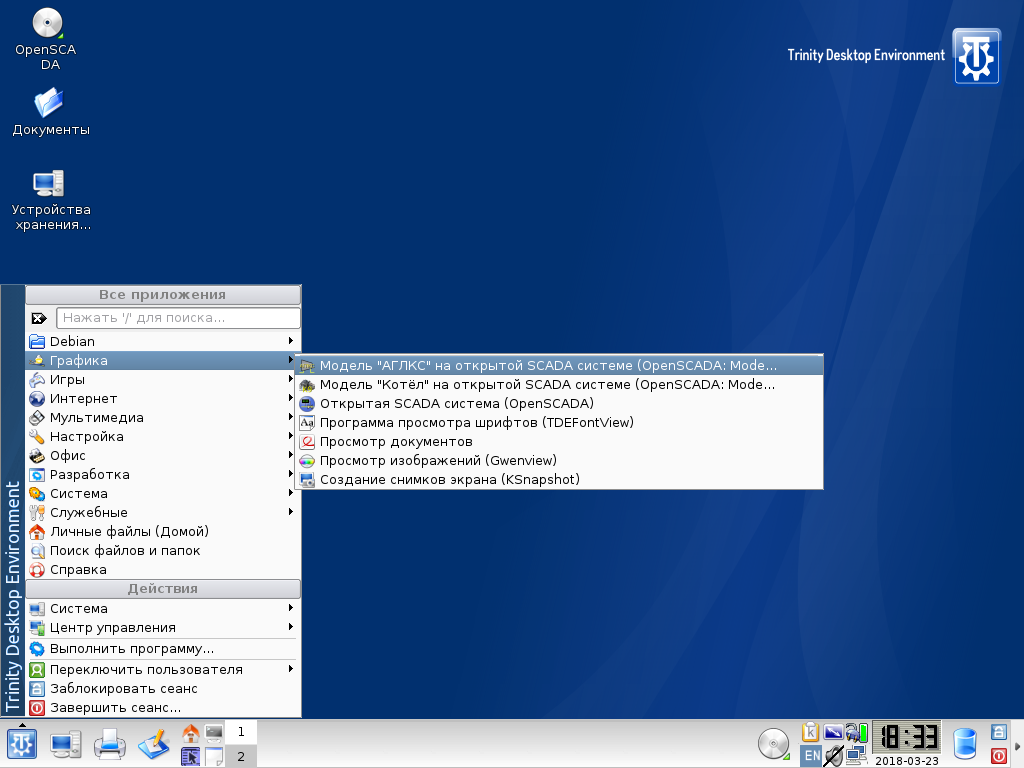 OpenSCA
DA
Документы
Устройства
хранения...
Trinity Desktop Environment
Все приложения
Нажать '/' для поиска...
Debian
Графика
Игры
Интернет
Мультимедиа
Настройка
Офис
Разработка
Система
Служебные
Личные файлы (Домой)
Поиск файлов и папок
Справка
Действия
Система
Центр управления
Выполнить программу...
Переключить пользователя
Заблокировать сеанс
Завершить сеанс...
Trinity Desktop Environment
Модель "АГЛКС" на открытой SCADA системе (OpenSCADA: Mode...
Модель "Котёл" на открытой SCADA системе (OpenSCADA: Mode...
Открытая SCADA система (OpenSCADA)
Программа просмотра шрифтов (TDEFontView)
Просмотр документов
Просмотр изображений (Gwenview)
Создание снимков экрана (KSnapshot)
1
2
EN
18:33
2018-03-23